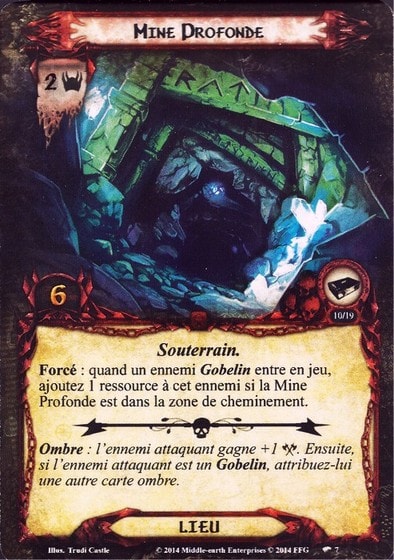 Mine Profonde
2
6
10/19
Souterrain.
Forcé : quand un ennemi Gobelin entre en jeu,
ajoutez 1 ressource à cet ennemi si la Mine
Profonde est dans la zone de cheminement.
Ombre : l'ennemi attaquant gagne +1 . Ensuite,
si l'ennemi attaquant est un Gobelin, attribuez-lui
une autre carte ombre.
LIEU
Illus. Trudi Castle © 2014 Middle-earth Enterprises © 2014 FFG 7